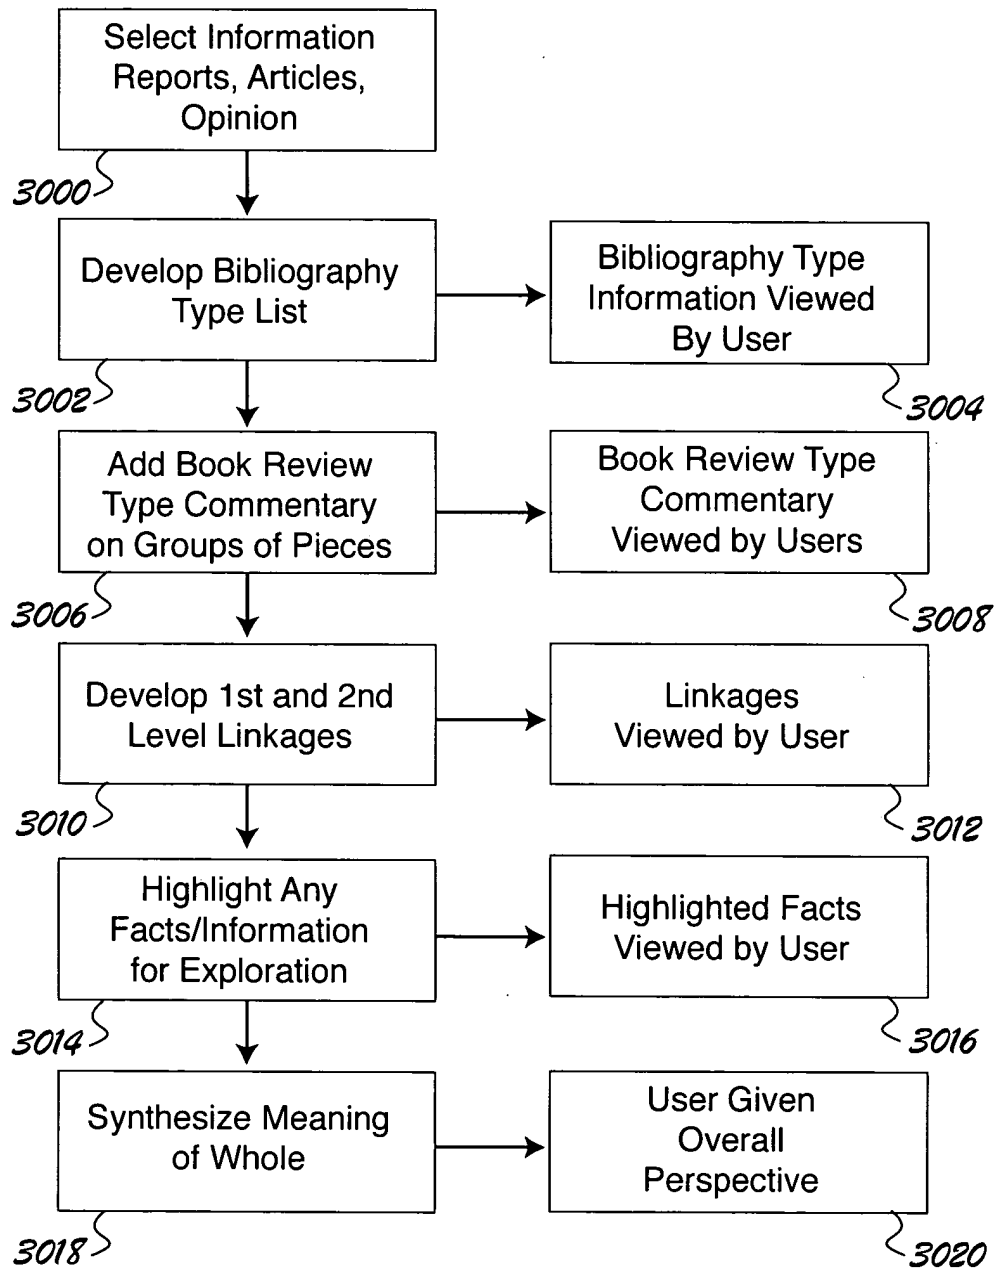 Select Information
Reports, Articles,
Opinion
3000
Develop Bibliography
Type List
3002
Bibliography Type
Information Viewed
By User
3004
Add Book Review
Type Commentary
on Groups of Pieces
3006
Book Review Type
Commentary
Viewed by Users
3008
Develop 1st and 2nd
Level Linkages
3010
Linkages
Viewed by User
3012
Highlight Any
Facts/Information
for Exploration
3014
Highlighted Facts
Viewed by User
3016
Synthesize Meaning
of Whole
3018
User Given
Overall
Perspective
3020